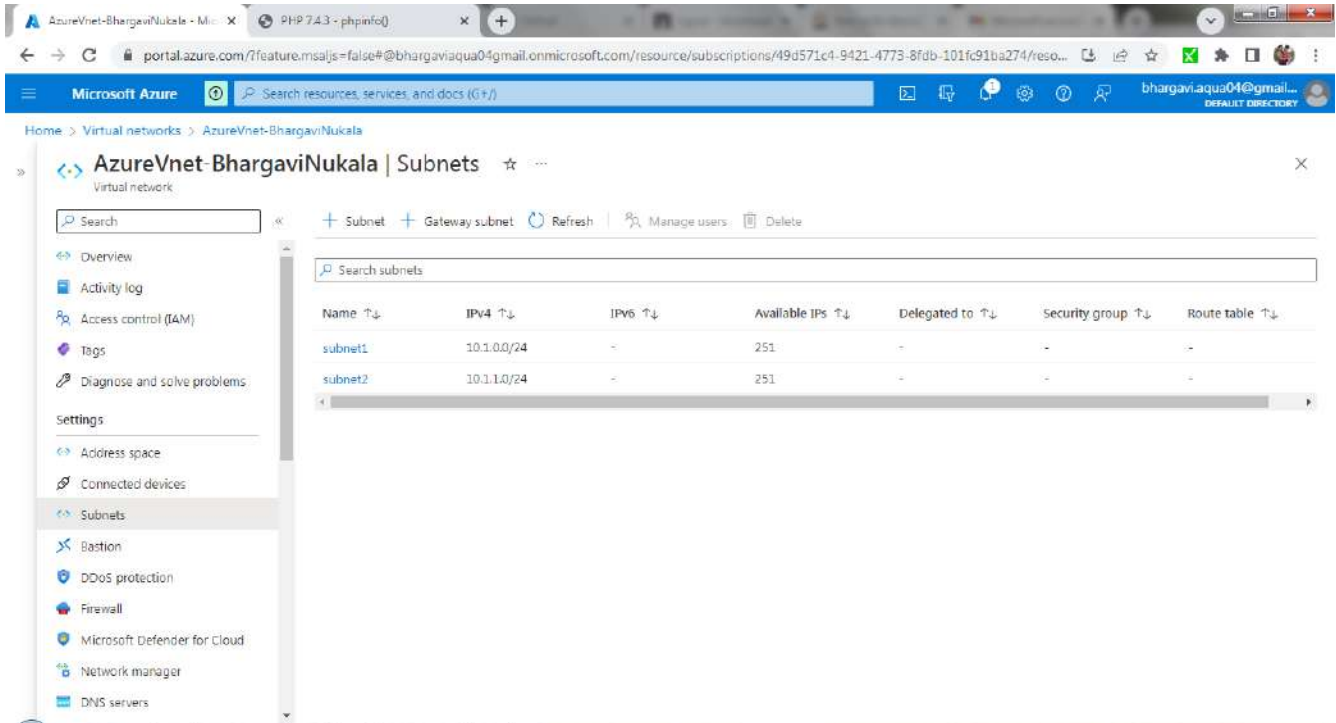 AzureVnet-BhargaviNukala - Mic X PHP 7.4.3 - phpinfo() × +
portal.azure.com/?feature.msaljs=false#@bhargaviaqua04gmail.onmicrosoft.com/resource/subscriptions/49d571c4-9421-4773-8fdb-101fc91ba274/reso...
Microsoft Azure Search resources, services, and docs (G+/) 1 bhargavi.aqua04@gmail...
DEFAULT DIRECTORY
Home > Virtual networks > AzureVnet-BhargaviNukala
» AzureVnet-BhargaviNukala | Subnets ☆ ··· ×
Virtual network
Search « + Subnet + Gateway subnet Refresh Manage users Delete
Overview
Search subnets
Activity log
Name ↑↓ IPv4 ↑↓ IPv6 ↑↓ Available IPs ↑↓ Delegated to ↑↓ Security group ↑↓ Route table ↑↓
Access control (IAM)
Tags
subnet1 10.1.0.0/24 - 251 - - -
Diagnose and solve problems
subnet2 10.1.1.0/24 - 251 - - -
Settings
Address space
Connected devices
Subnets
Bastion
DDoS protection
Firewall
Microsoft Defender for Cloud
Network manager
DNS servers